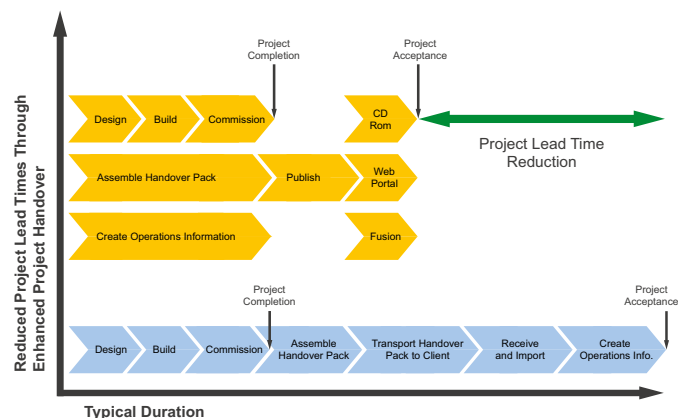 Project
Completion
Project
Acceptance
Design
Build
Commission
CD
Rom
Project Lead Time
Reduction
Assemble Handover Pack
Publish
Web
Portal
Create Operations Information
Fusion
Reduced Project Lead Times Through
Enhanced Project Handover
Project
Completion
Project
Acceptance
Design
Build
Commission
Assemble
Handover Pack
Transport Handover
Pack to Client
Receive
and Import
Create
Operations Info.
Typical Duration